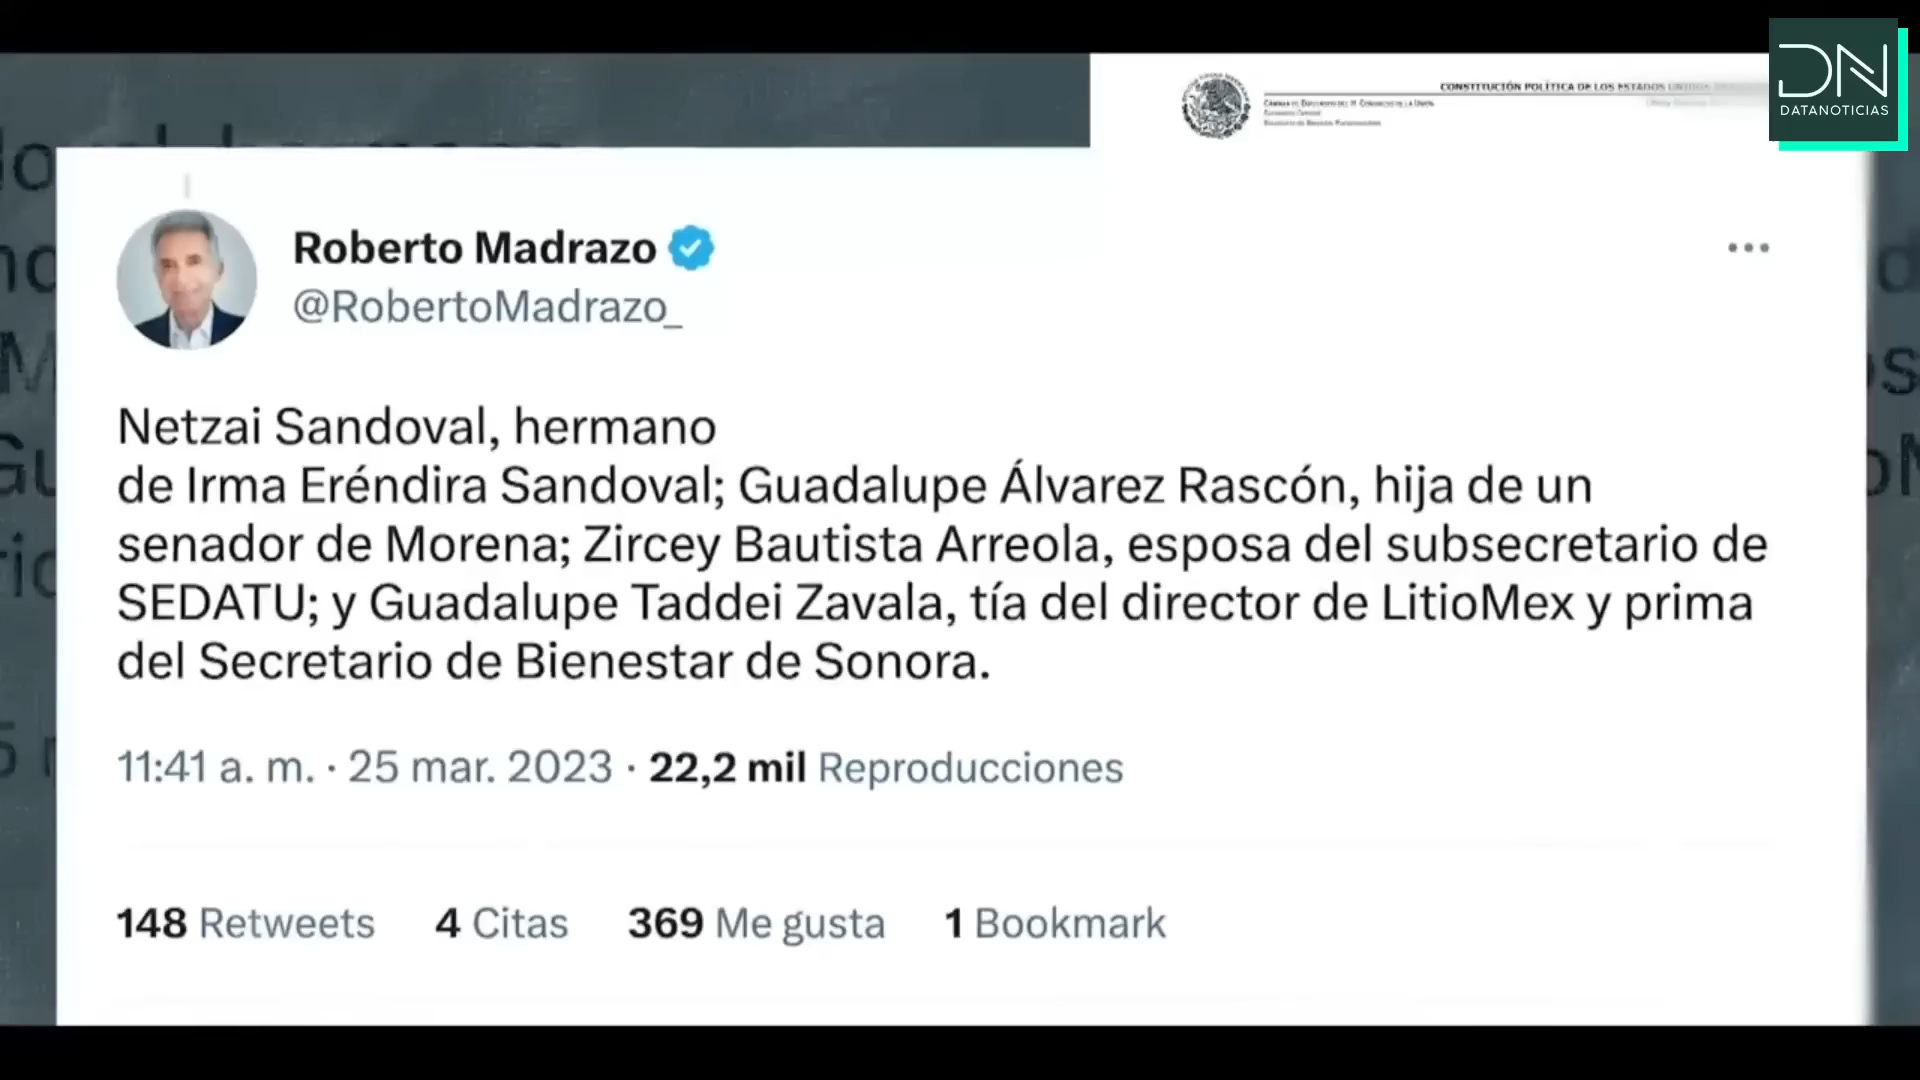 CONSTITUCIÓN POLÍTICA DE LOS ESTADOS UNIDOS
DN
DATANOTICIAS
Roberto Madrazo
@RobertoMadrazo_
Netzai Sandoval, hermano
de Irma Eréndira Sandoval; Guadalupe Álvarez Rascón, hija de un
senador de Morena; Zircey Bautista Arreola, esposa del subsecretario de
SEDATU; y Guadalupe Taddei Zavala, tía del director de LitioMex y prima
del Secretario de Bienestar de Sonora.
11:41 a. m. · 25 mar. 2023 · 22,2 mil Reproducciones
148 Retweets 4 Citas 369 Me gusta 1 Bookmark